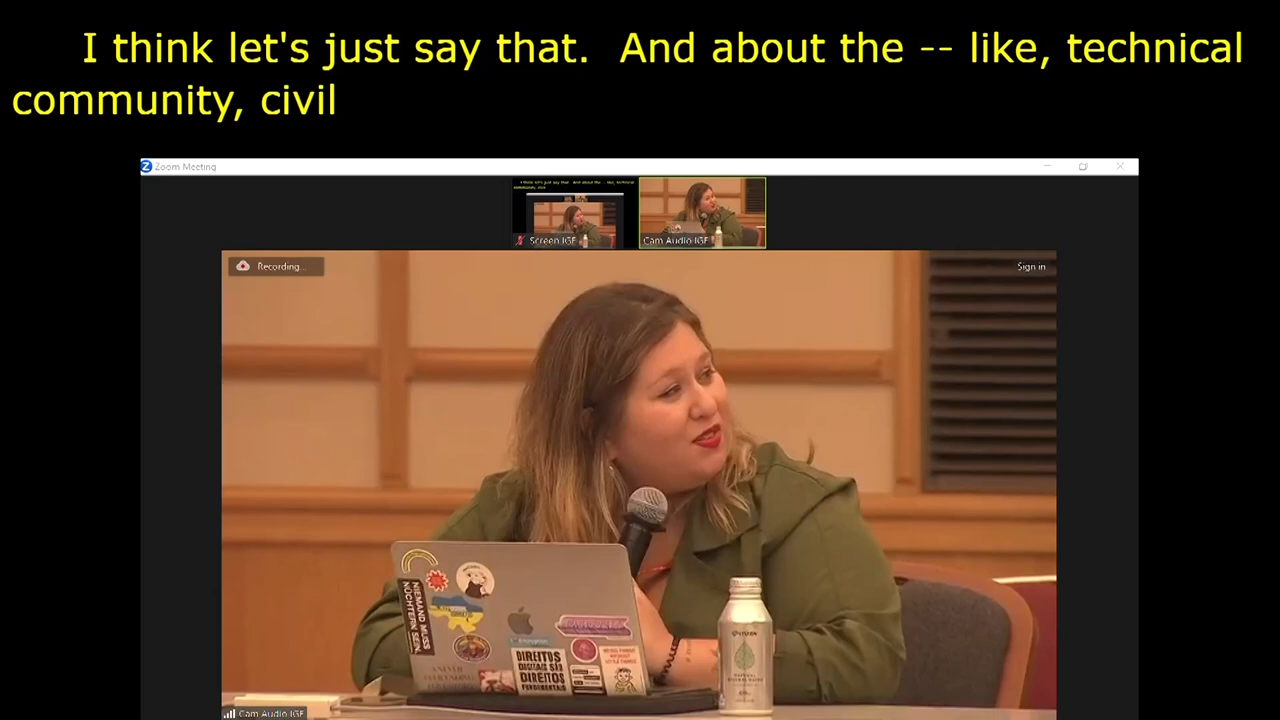 I think let's just say that.  And about the -- like, technical
community, civil
Zoom Meeting
Screen IGF
Cam Audio IGF
Recording...
Sign in
NIEMAND MUSS
NÜCHTERN SEIN
DIREITOS
DIGITAIS SÃO
DIREITOS
FUNDAMENTAIS
Cam Audio IGF